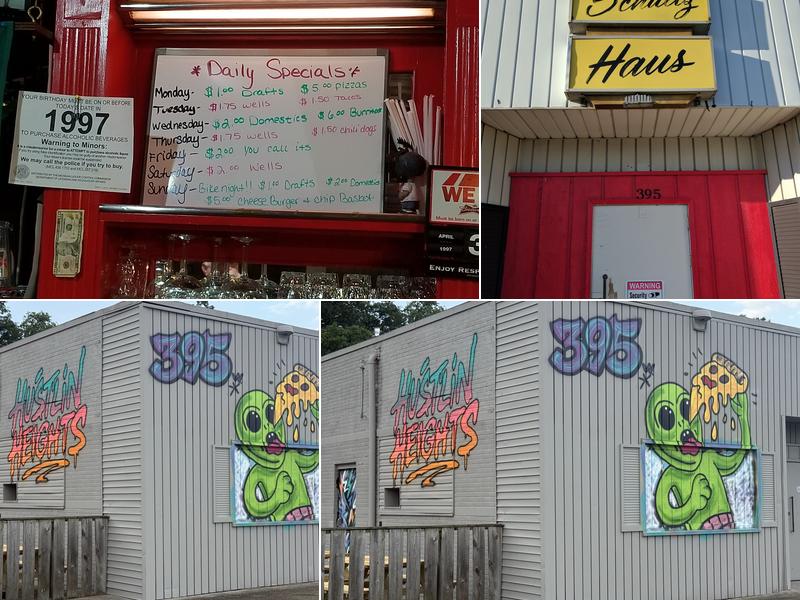 YOUR BIRTHDAY MUST BE ON OR BEFORE
TODAY'S DATE IN
1997
TO PURCHASE ALCOHOLIC BEVERAGES
Warning to Minors:
We may call the police if you try to buy.
* Daily Specials! *
Monday- $1.00 Drafts $5.00 pizzas
Tuesday- $1.75 wells $1.50 Tacos
Wednesday- $2.00 Domestics $6.00
Thursday- $1.75 wells $1.50 chili dogs
Friday- $2.00 you call its
Saturday- $2.00 Wells
Sunday- Bike night!! $1.00 Drafts $2.00 Domestics
$5.00 Cheese Burger & chip Basket
WE
APRIL
1997
ENJOY RESP
Schultz
Haus
395
WARNING
Security
HUSTLIN
HEIGHTS
395
HUSTLIN
HEIGHTS
395